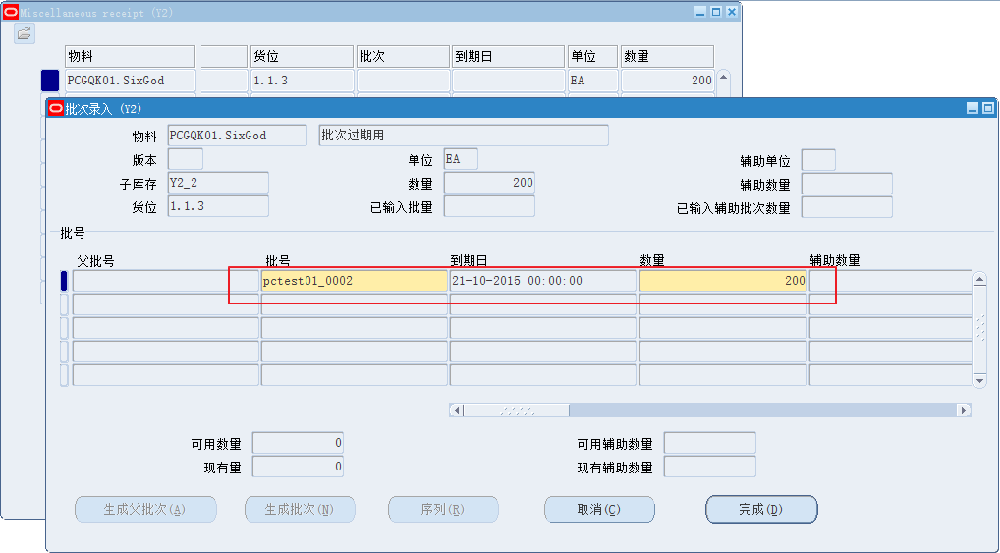 Miscellaneous receipt (Y2)
物料 货位 批次 到期日 单位 数量
PCGQK01.SixGod 1.1.3 EA 200
批次录入 (Y2)
物料 PCGQK01.SixGod 批次过期用
版本 单位 EA 辅助单位
子库存 Y2_2 数量 200 辅助数量
货位 1.1.3 已输入批量 已输入辅助批次数量
批号
父批号 批号 到期日 数量 辅助数量
pctest01_0002 21-10-2015 00:00:00 200
可用数量 0 可用辅助数量
现有量 0 现有辅助数量
生成父批次(A) 生成批次(N) 序列(R) 取消(C) 完成(D)